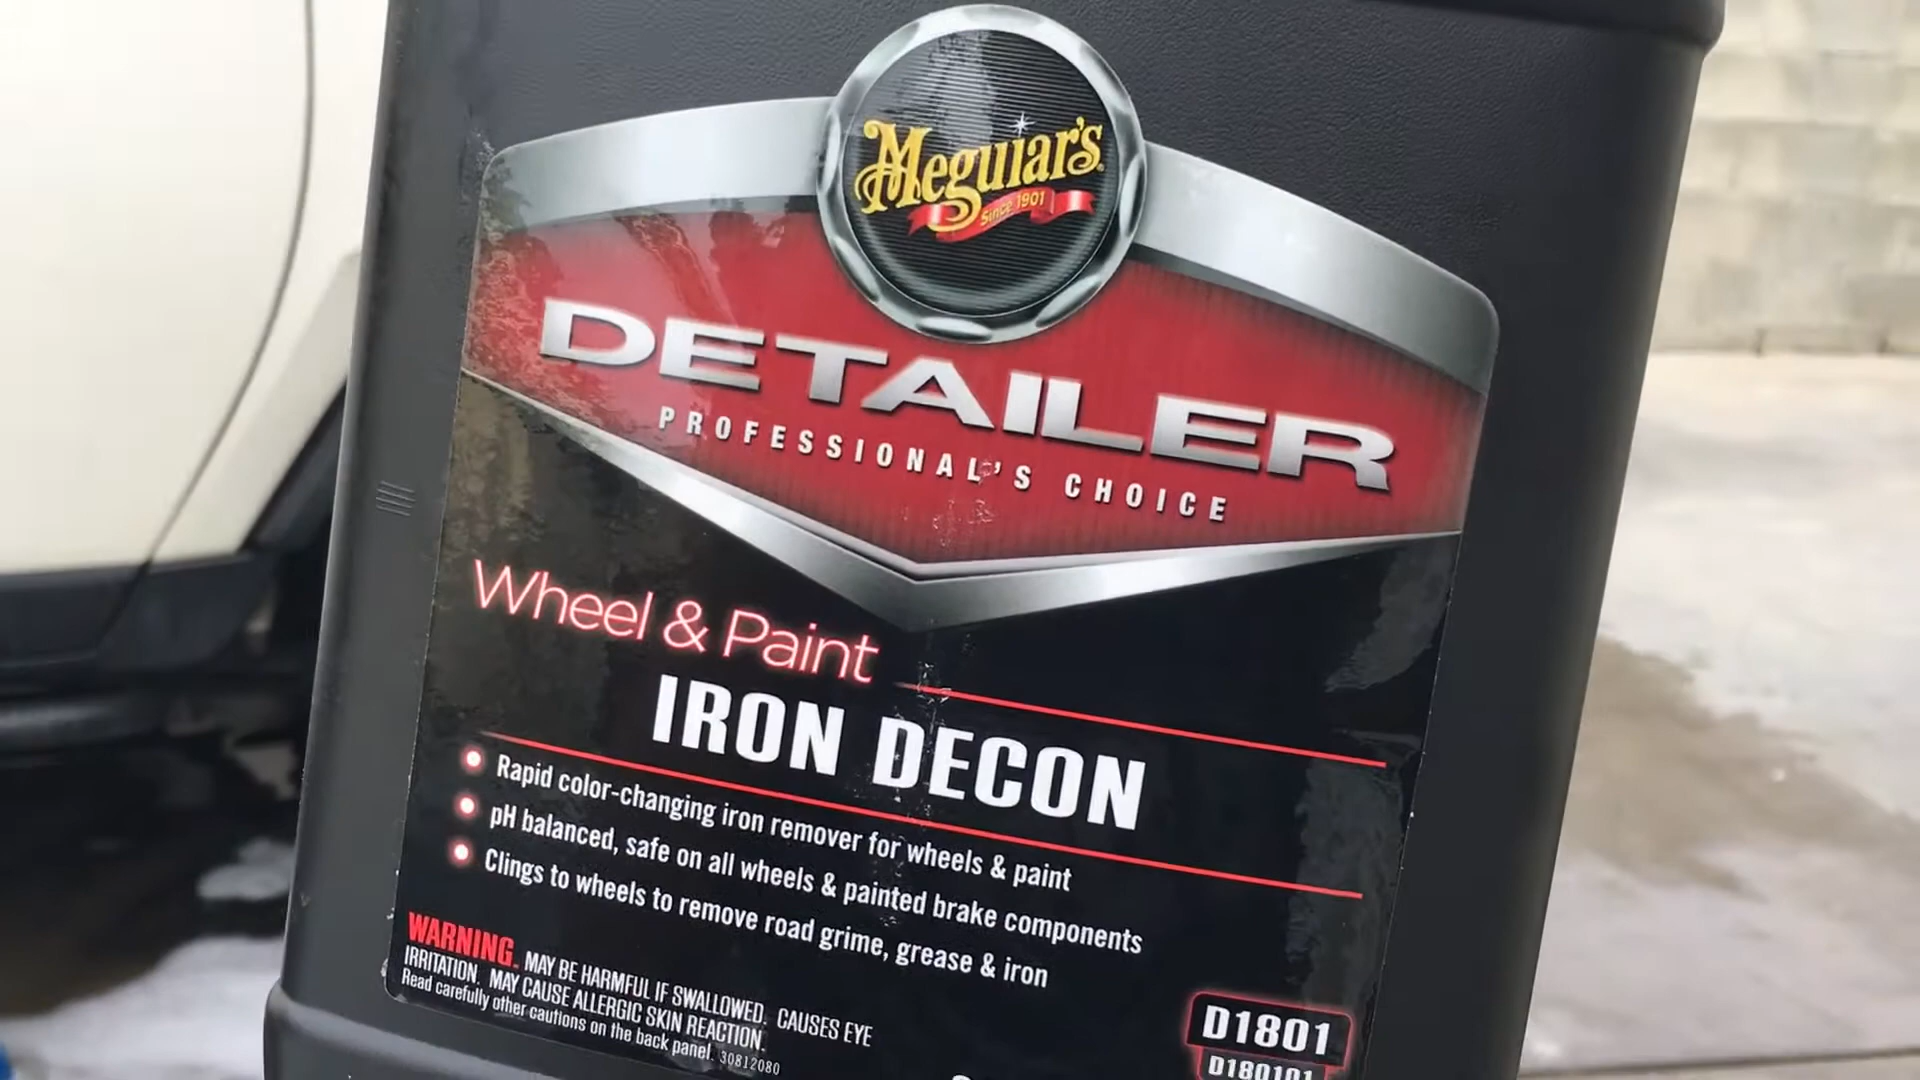 Meguiar's
Since 1901
DETAILER
PROFESSIONAL'S CHOICE
Wheel & Paint
IRON DECON
Rapid color-changing iron remover for wheels & paint
pH balanced, safe on all wheels & painted brake components
Clings to wheels to remove road grime, grease & iron
WARNING. MAY BE HARMFUL IF SWALLOWED. CAUSES EYE
IRRITATION. MAY CAUSE ALLERGIC SKIN REACTION.
Read carefully other cautions on the back panel. 30812080
D1801
D180101